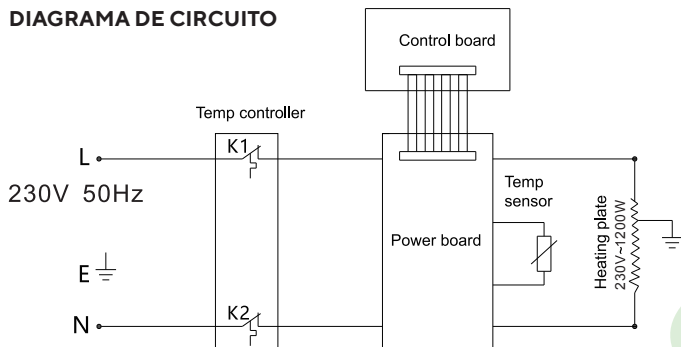 DIAGRAMA DE CIRCUITO
Control board
Temp controller
K1
L
230V 50Hz
Temp
sensor
Power board
Heating plate
230V~1200W
E
K2
N